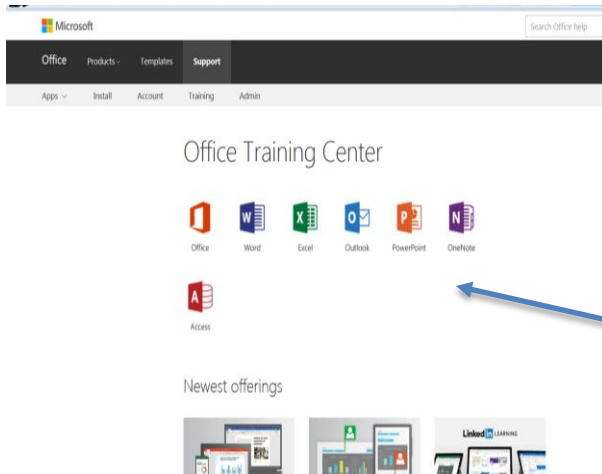 Microsoft
Search Office help
Office Products Templates Support
Apps Install Account Training Admin
Office Training Center
Office Word Excel Outlook PowerPoint OneNote
Access
Newest offerings
Linked in LEARNING